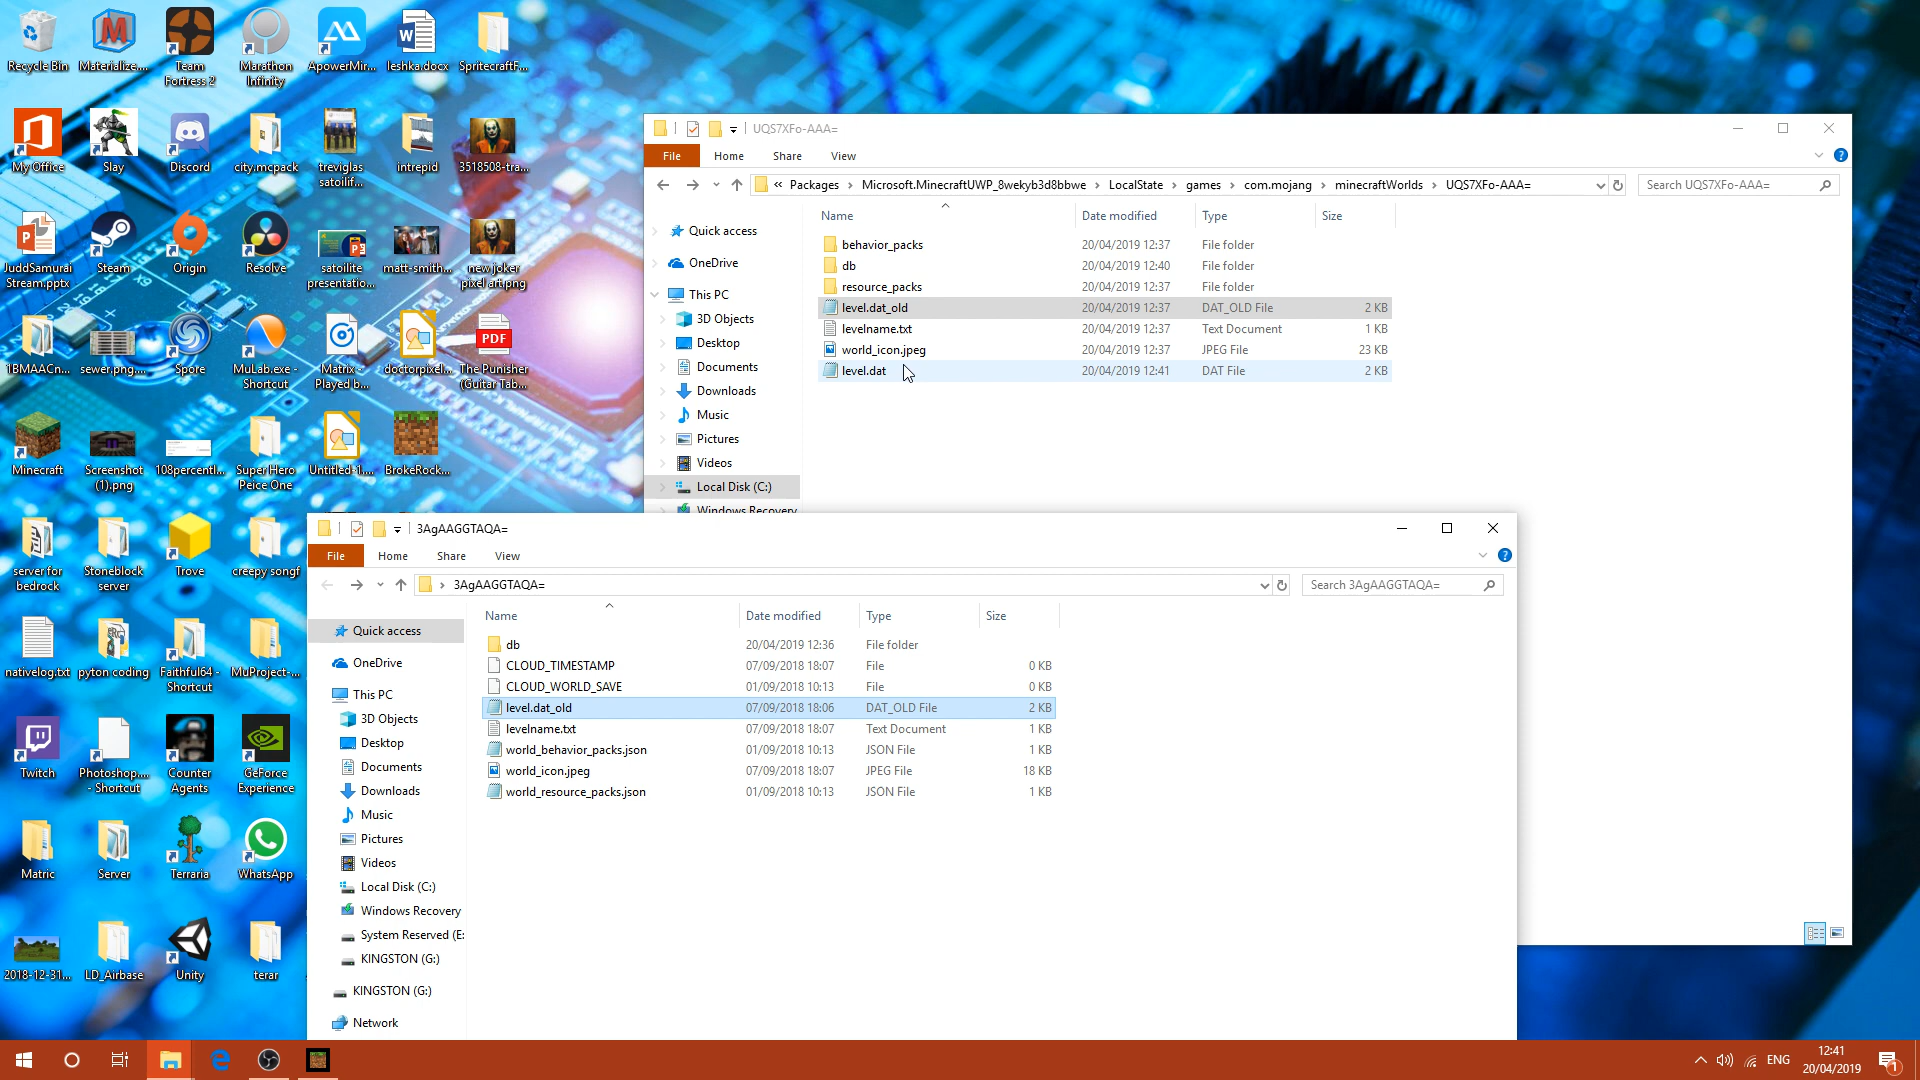 Recycle Bin
Materialize....
Team
Fortress 2
Marathon
Infinity
ApowerMir...
leshka.docx
SpritecraftF...
My Office
Slay
Discord
city.mcpack
treviglas
satoilif...
intrepid
3518508-tra...
JuddSamurai
Stream.pptx
Steam
Origin
Resolve
satoilite
presentatio...
matt-smith...
new joker
pixel art.png
1BMAACn...
sewer.png....
Spore
MuLab.exe -
Shortcut
Matrix -
Played b...
doctorpixel...
PDF
The Punisher
(Guitar Tab...
Minecraft
Screenshot
(1).png
108percentl...
Super Hero
Peice One
Untitled-1....
BrokeRock...
server for
bedrock
Stoneblock
server
Trove
creepy songf
nativelog.txt
pyton coding
Faithful64 -
Shortcut
MuProject-...
Twitch
Photoshop....
- Shortcut
Counter
Agents
GeForce
Experience
Matric
Server
Terraria
WhatsApp
2018-12-31...
LD_Airbase
Unity
terar
UQS7XFo-AAA=
File Home Share View
« Packages > Microsoft.MinecraftUWP_8wekyb3d8bbwe > LocalState > games > com.mojang > minecraftWorlds > UQS7XFo-AAA=
Search UQS7XFo-AAA=
Name Date modified Type Size
Quick access
OneDrive
This PC
3D Objects
Desktop
Documents
Downloads
Music
Pictures
Videos
Local Disk (C:)
Windows Recovery
behavior_packs 20/04/2019 12:37 File folder
db 20/04/2019 12:40 File folder
resource_packs 20/04/2019 12:37 File folder
level.dat_old 20/04/2019 12:37 DAT_OLD File 2 KB
levelname.txt 20/04/2019 12:37 Text Document 1 KB
world_icon.jpeg 20/04/2019 12:37 JPEG File 23 KB
level.dat 20/04/2019 12:41 DAT File 2 KB
3AgAAGGTAQA=
File Home Share View
> 3AgAAGGTAQA=
Search 3AgAAGGTAQA=
Name Date modified Type Size
Quick access
OneDrive
This PC
3D Objects
Desktop
Documents
Downloads
Music
Pictures
Videos
Local Disk (C:)
Windows Recovery
System Reserved (E:
KINGSTON (G:)
KINGSTON (G:)
Network
db 20/04/2019 12:36 File folder
CLOUD_TIMESTAMP 07/09/2018 18:07 File 0 KB
CLOUD_WORLD_SAVE 01/09/2018 10:13 File 0 KB
level.dat_old 07/09/2018 18:06 DAT_OLD File 2 KB
levelname.txt 07/09/2018 18:07 Text Document 1 KB
world_behavior_packs.json 01/09/2018 10:13 JSON File 1 KB
world_icon.jpeg 07/09/2018 18:07 JPEG File 18 KB
world_resource_packs.json 01/09/2018 10:13 JSON File 1 KB
ENG
12:41
20/04/2019
1